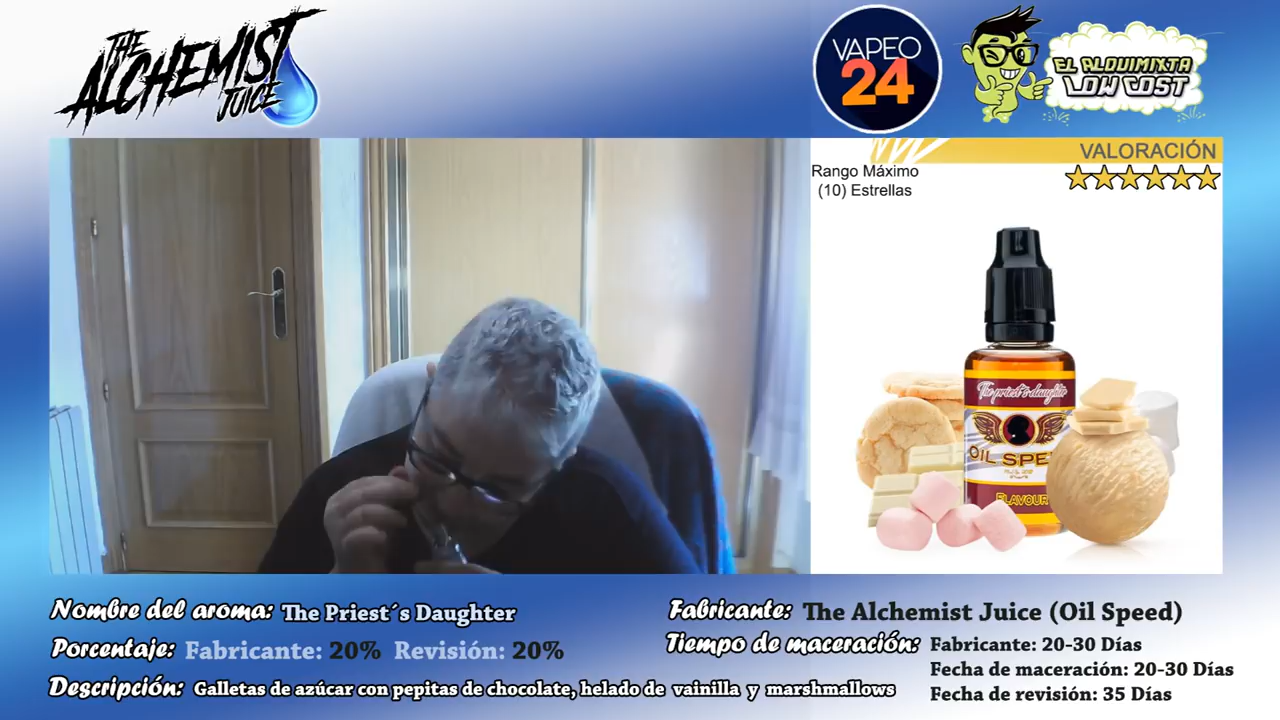 THE
ALCHEMIST
JUICE
VAPEO
24
EL ALQUIMIXTA
LOW COST
VALORACIÓN
Rango Máximo
(10) Estrellas
The priest's daughter
OIL SPE
FLAVOUR
Nombre del aroma: The Priest´s Daughter
Porcentaje: Fabricante: 20% Revisión: 20%
Descripción: Galletas de azúcar con pepitas de chocolate, helado de vainilla y marshmallows
Fabricante: The Alchemist Juice (Oil Speed)
Tiempo de maceración: Fabricante: 20-30 Días
Fecha de maceración: 20-30 Días
Fecha de revisión: 35 Días